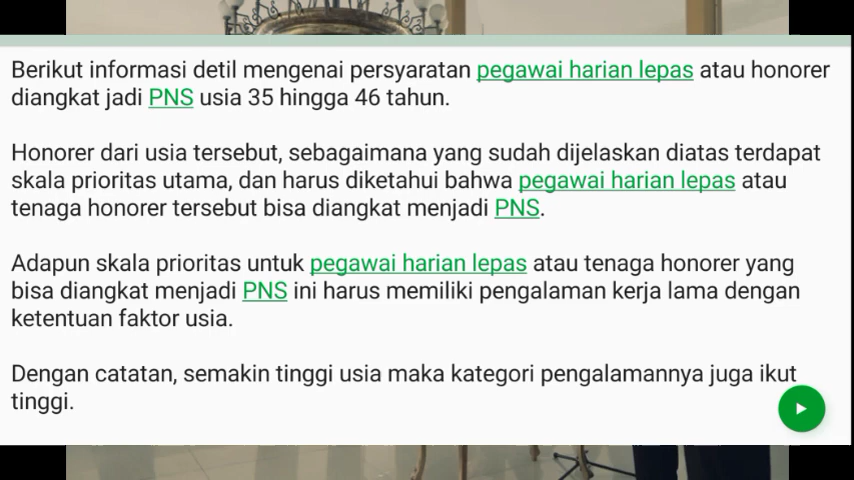 Berikut informasi detil mengenai persyaratan pegawai harian lepas atau honorer
diangkat jadi PNS usia 35 hingga 46 tahun.
Honorer dari usia tersebut, sebagaimana yang sudah dijelaskan diatas terdapat
skala prioritas utama, dan harus diketahui bahwa pegawai harian lepas atau
tenaga honorer tersebut bisa diangkat menjadi PNS.
Adapun skala prioritas untuk pegawai harian lepas atau tenaga honorer yang
bisa diangkat menjadi PNS ini harus memiliki pengalaman kerja lama dengan
ketentuan faktor usia.
Dengan catatan, semakin tinggi usia maka kategori pengalamannya juga ikut
tinggi.